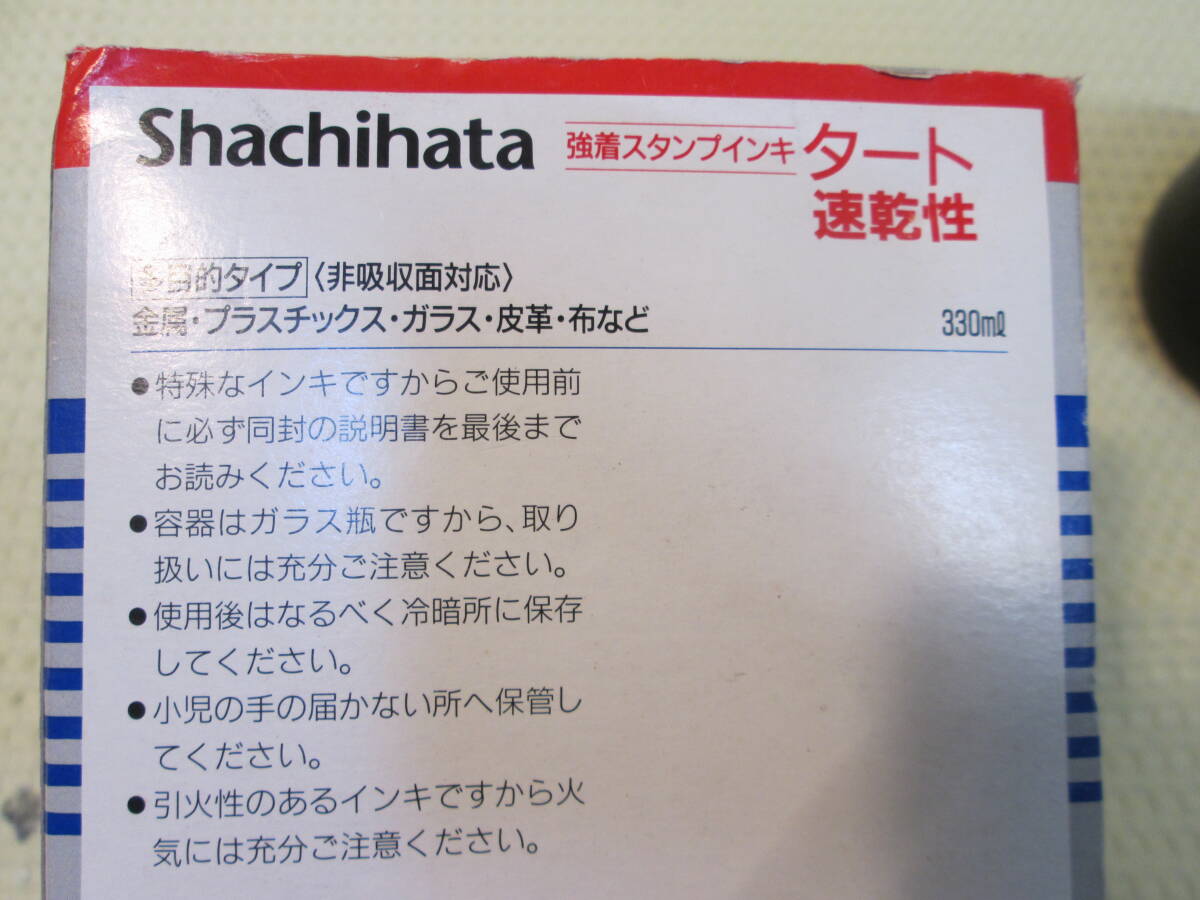 Shachihata 強着スタンプインキ タート
速乾性
多目的タイプ〈非吸収面対応〉
金属・プラスチックス・ガラス・皮革・布など 330mℓ
●特殊なインキですからご使用前
に必ず同封の説明書を最後まで
お読みください。
●容器はガラス瓶ですから、取り
扱いには充分ご注意ください。
●使用後はなるべく冷暗所に保存
してください。
●小児の手の届かない所へ保管し
てください。
●引火性のあるインキですから火
気には充分ご注意ください。